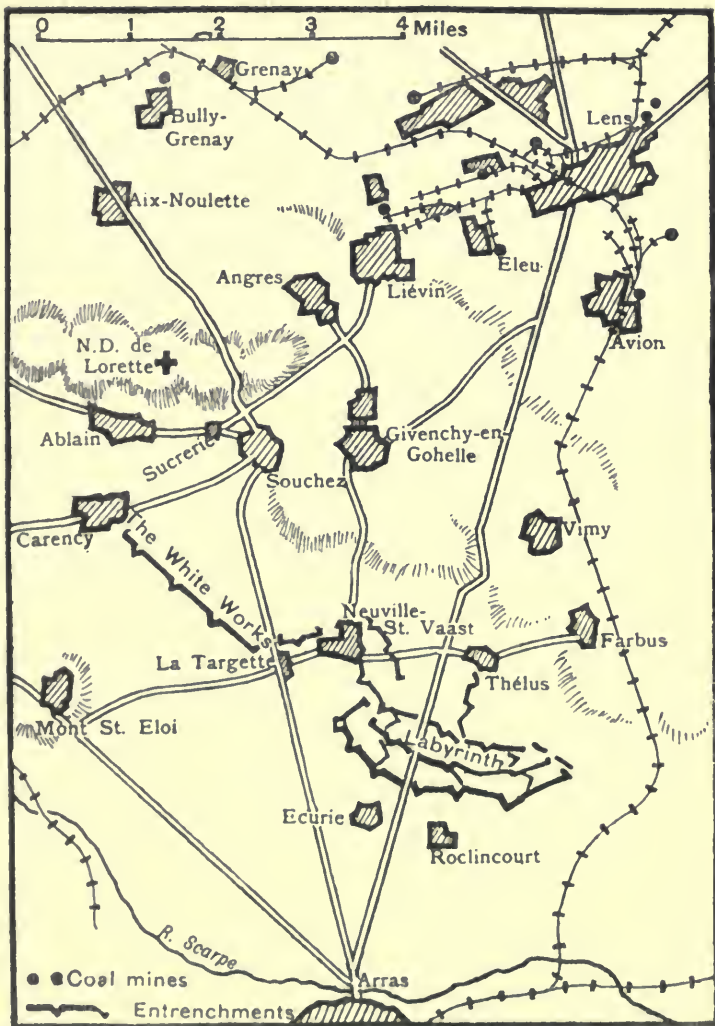 0 1 2 3 4 Miles
Grenay
Bully-
Grenay
Lens
Aix-Noulette
Angres
Liévin
Eleu
Avion
N.D. de
Lorette
Ablain
Sucrerie
Souchez
Givenchy-en-
Gohelle
Carency
The White Works
Vimy
Neuville-
St. Vaast
La Targette
Farbus
Thélus
Mont St. Eloi
Labyrinth
Ecurie
Roclincourt
R. Scarpe
Coal mines
Arras
Entrenchments